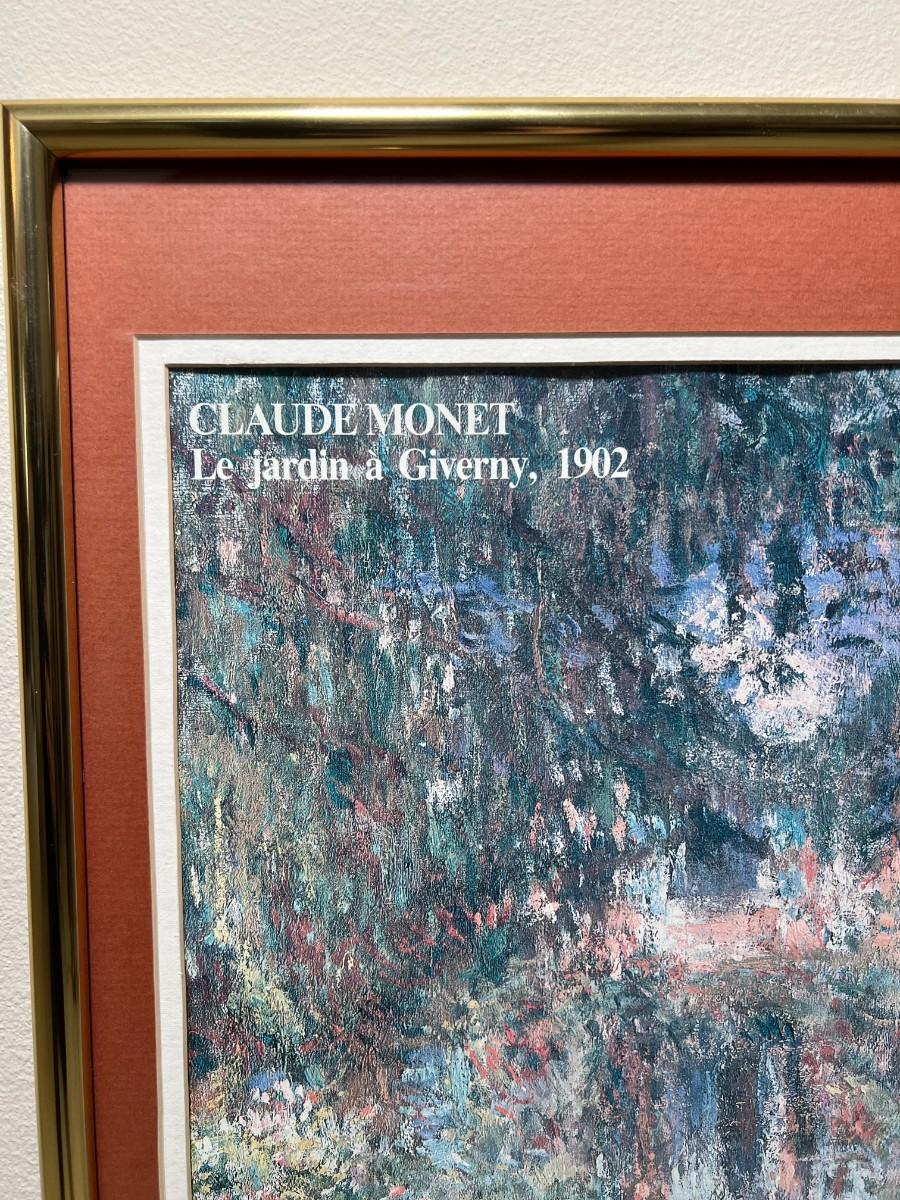 CLAUDE MONET
Le jardin à Giverny, 1902